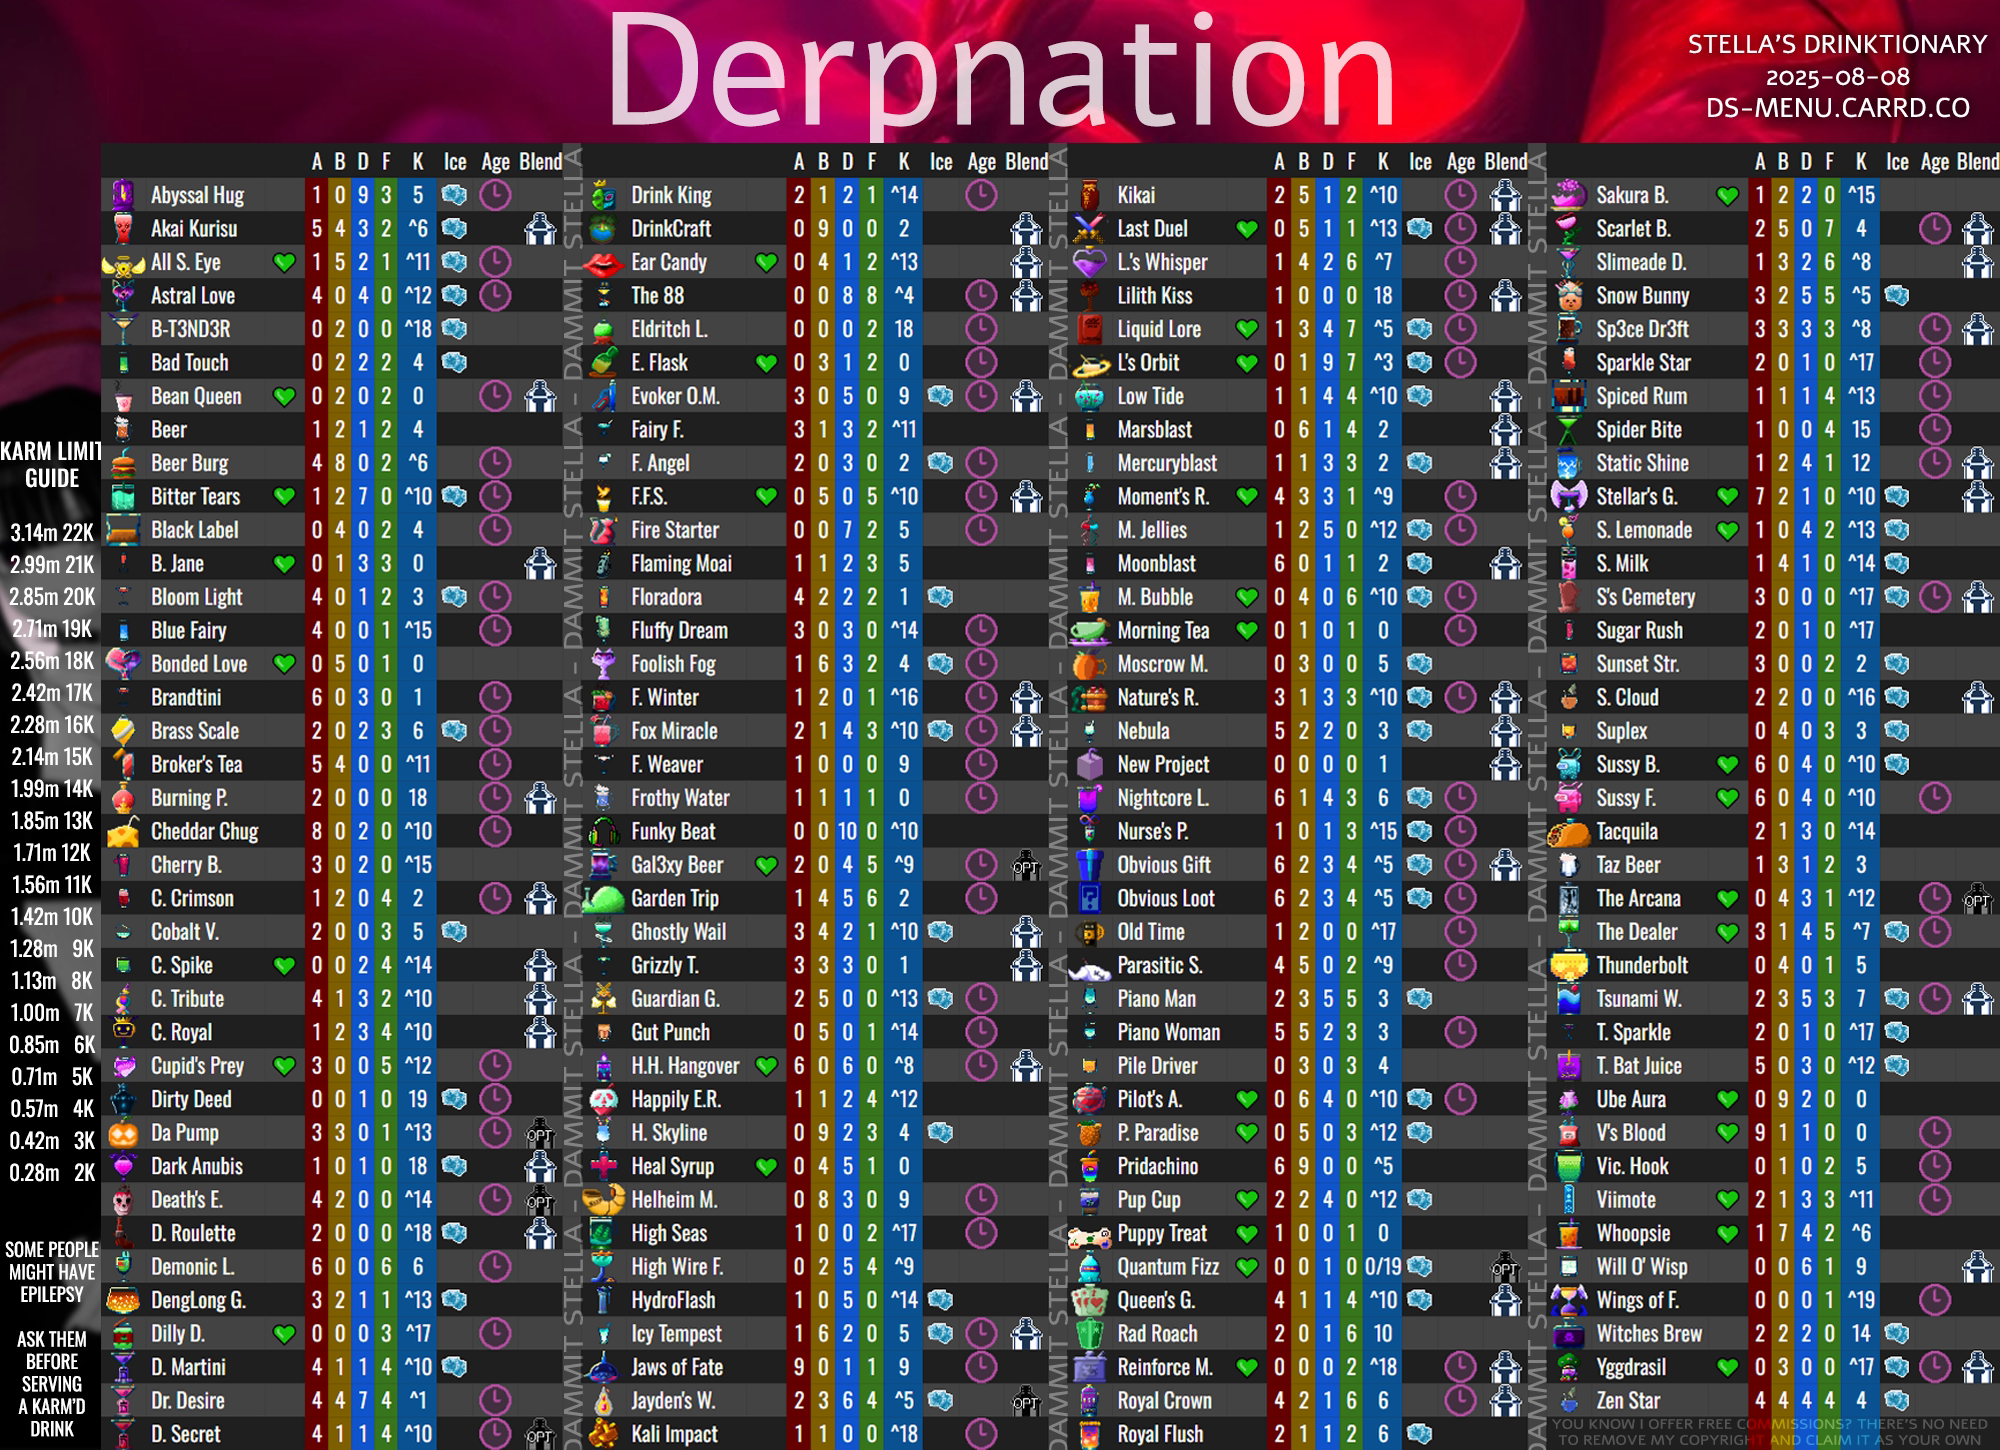 Derpnation
STELLA'S DRINKTIONARY
2025-08-08
DS-MENU.CARRD.CO
KARM LIMIT
GUIDE
3.14m 22K
2.99m 21K
2.85m 20K
2.71m 19K
2.56m 18K
2.42m 17K
2.28m 16K
2.14m 15K
1.99m 14K
1.85m 13K
1.71m 12K
1.56m 11K
1.42m 10K
1.28m 9K
1.13m 8K
1.00m 7K
0.85m 6K
0.71m 5K
0.57m 4K
0.42m 3K
0.28m 2K
SOME PEOPLE
MIGHT HAVE
EPILEPSY
ASK THEM
BEFORE
SERVING
A KARM'D
DRINK
A B D F K Ice Age Blend
Abyssal Hug 1 0 9 3 5
Akai Kurisu 5 4 3 2 ^6
All S. Eye 1 5 2 1 ^11
Astral Love 4 0 4 0 ^12
B-T3ND3R 0 2 0 0 ^18
Bad Touch 0 2 2 2 4
Bean Queen 0 2 0 2 0
Beer 1 2 1 2 4
Beer Burg 4 8 0 2 ^6
Bitter Tears 1 2 7 0 ^10
Black Label 0 4 0 2 4
B. Jane 0 1 3 3 0
Bloom Light 4 0 1 2 3
Blue Fairy 4 0 0 1 ^15
Bonded Love 0 5 0 1 0
Brandtini 6 0 3 0 1
Brass Scale 2 0 2 3 6
Broker's Tea 5 4 0 0 ^11
Burning P. 2 0 0 0 18
Cheddar Chug 8 0 2 0 ^10
Cherry B. 3 0 2 0 ^15
C. Crimson 1 2 0 4 2
Cobalt V. 2 0 0 3 5
C. Spike 0 0 2 4 ^14
C. Tribute 4 1 3 2 ^10
C. Royal 1 2 3 4 ^10
Cupid's Prey 3 0 0 5 ^12
Dirty Deed 0 0 1 0 19
Da Pump 3 3 0 1 ^13 OPT
Dark Anubis 1 0 1 0 18
Death's E. 4 2 0 0 ^14 OPT
D. Roulette 2 0 0 0 ^18
Demonic L. 6 0 0 6 6
DengLong G. 3 2 1 1 ^13
Dilly D. 0 0 0 3 ^17
D. Martini 4 1 1 4 ^10
Dr. Desire 4 4 7 4 ^1
D. Secret 4 1 1 4 ^10 OPT
DAMMIT STELLA - DAMMIT STELLA - DAMMIT STELLA - DAMMIT STELLA
A B D F K Ice Age Blend
Drink King 2 1 2 1 ^14
DrinkCraft 0 9 0 0 2
Ear Candy 0 4 1 2 ^13
The 88 0 0 8 8 ^4
Eldritch L. 0 0 0 2 18
E. Flask 0 3 1 2 0
Evoker O.M. 3 0 5 0 9
Fairy F. 3 1 3 2 ^11
F. Angel 2 0 3 0 2
F.F.S. 0 5 0 5 ^10
Fire Starter 0 0 7 2 5
Flaming Moai 1 1 2 3 5
Floradora 4 2 2 2 1
Fluffy Dream 3 0 3 0 ^14
Foolish Fog 1 6 3 2 4
F. Winter 1 2 0 1 ^16
Fox Miracle 2 1 4 3 ^10
F. Weaver 1 0 0 0 9
Frothy Water 1 1 1 1 0
Funky Beat 0 0 10 0 ^10
Gal3xy Beer 2 0 4 5 ^9 OPT
Garden Trip 1 4 5 6 2
Ghostly Wail 3 4 2 1 ^10
Grizzly T. 3 3 3 0 1
Guardian G. 2 5 0 0 ^13
Gut Punch 0 5 0 1 ^14
H.H. Hangover 6 0 6 0 ^8
Happily E.R. 1 1 2 4 ^12
H. Skyline 0 9 2 3 4
Heal Syrup 0 4 5 1 0
Helheim M. 0 8 3 0 9
High Seas 1 0 0 2 ^17
High Wire F. 0 2 5 4 ^9
HydroFlash 1 0 5 0 ^14
Icy Tempest 1 6 2 0 5
Jaws of Fate 9 0 1 1 9
Jayden's W. 2 3 6 4 ^5 OPT
Kali Impact 1 1 0 0 ^18
DAMMIT STELLA - DAMMIT STELLA - DAMMIT STELLA - DAMMIT STELLA
A B D F K Ice Age Blend
Kikai 2 5 1 2 ^10
Last Duel 0 5 1 1 ^13
L.'s Whisper 1 4 2 6 ^7
Lilith Kiss 1 0 0 0 18
Liquid Lore 1 3 4 7 ^5
L's Orbit 0 1 9 7 ^3
Low Tide 1 1 4 4 ^10
Marsblast 0 6 1 4 2
Mercuryblast 1 1 3 3 2
Moment's R. 4 3 3 1 ^9
M. Jellies 1 2 5 0 ^12
Moonblast 6 0 1 1 2
M. Bubble 0 4 0 6 ^10
Morning Tea 0 1 0 1 0
Moscrow M. 0 3 0 0 5
Nature's R. 3 1 3 3 ^10
Nebula 5 2 2 0 3
New Project 0 0 0 0 1
Nightcore L. 6 1 4 3 6
Nurse's P. 1 0 1 3 ^15
Obvious Gift 6 2 3 4 ^5
Obvious Loot 6 2 3 4 ^5
Old Time 1 2 0 0 ^17
Parasitic S. 4 5 0 2 ^9
Piano Man 2 3 5 5 3
Piano Woman 5 5 2 3 3
Pile Driver 0 3 0 3 4
Pilot's A. 0 6 4 0 ^10
P. Paradise 0 5 0 3 ^12
Pridachino 6 9 0 0 ^5
Pup Cup 2 2 4 0 ^12
Puppy Treat 1 0 0 1 0
Quantum Fizz 0 0 1 0 0/19 OPT
Queen's G. 4 1 1 4 ^10
Rad Roach 2 0 1 6 10
Reinforce M. 0 0 0 2 ^18
Royal Crown 4 2 1 6 6
Royal Flush 2 1 1 2 6
DAMMIT STELLA - DAMMIT STELLA - DAMMIT STELLA - DAMMIT STELLA
A B D F K Ice Age Blend
Sakura B. 1 2 2 0 ^15
Scarlet B. 2 5 0 7 4
Slimeade D. 1 3 2 6 ^8
Snow Bunny 3 2 5 5 ^5
Sp3ce Dr3ft 3 3 3 3 ^8
Sparkle Star 2 0 1 0 ^17
Spiced Rum 1 1 1 4 ^13
Spider Bite 1 0 0 4 15
Static Shine 1 2 4 1 12
Stellar's G. 7 2 1 0 ^10
S. Lemonade 1 0 4 2 ^13
S. Milk 1 4 1 0 ^14
S's Cemetery 3 0 0 0 ^17
Sugar Rush 2 0 1 0 ^17
Sunset Str. 3 0 0 2 2
S. Cloud 2 2 0 0 ^16
Suplex 0 4 0 3 3
Sussy B. 6 0 4 0 ^10
Sussy F. 6 0 4 0 ^10
Tacquila 2 1 3 0 ^14
Taz Beer 1 3 1 2 3
The Arcana 0 4 3 1 ^12 OPT
The Dealer 3 1 4 5 ^7
Thunderbolt 0 4 0 1 5
Tsunami W. 2 3 5 3 7
T. Sparkle 2 0 1 0 ^17
T. Bat Juice 5 0 3 0 ^12
Ube Aura 0 9 2 0 0
V's Blood 9 1 1 0 0
Vic. Hook 0 1 0 2 5
Viimote 2 1 3 3 ^11
Whoopsie 1 7 4 2 ^6
Will O' Wisp 0 0 6 1 9
Wings of F. 0 0 0 1 ^19
Witches Brew 2 2 2 0 14
Yggdrasil 0 3 0 0 ^17
Zen Star 4 4 4 4 4
YOU KNOW I OFFER FREE COMMISSIONS? THERE'S NO NEED
TO REMOVE MY COPYRIGHT AND CLAIM IT AS YOUR OWN